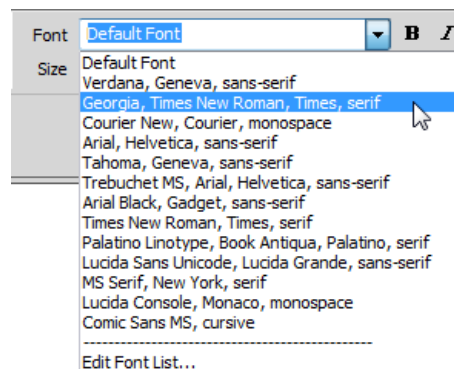 Font Default Font B I
Size Default Font
Verdana, Geneva, sans-serif
Georgia, Times New Roman, Times, serif
Courier New, Courier, monospace
Arial, Helvetica, sans-serif
Tahoma, Geneva, sans-serif
Trebuchet MS, Arial, Helvetica, sans-serif
Arial Black, Gadget, sans-serif
Times New Roman, Times, serif
Palatino Linotype, Book Antiqua, Palatino, serif
Lucida Sans Unicode, Lucida Grande, sans-serif
MS Serif, New York, serif
Lucida Console, Monaco, monospace
Comic Sans MS, cursive
------------------------------------------------
Edit Font List...